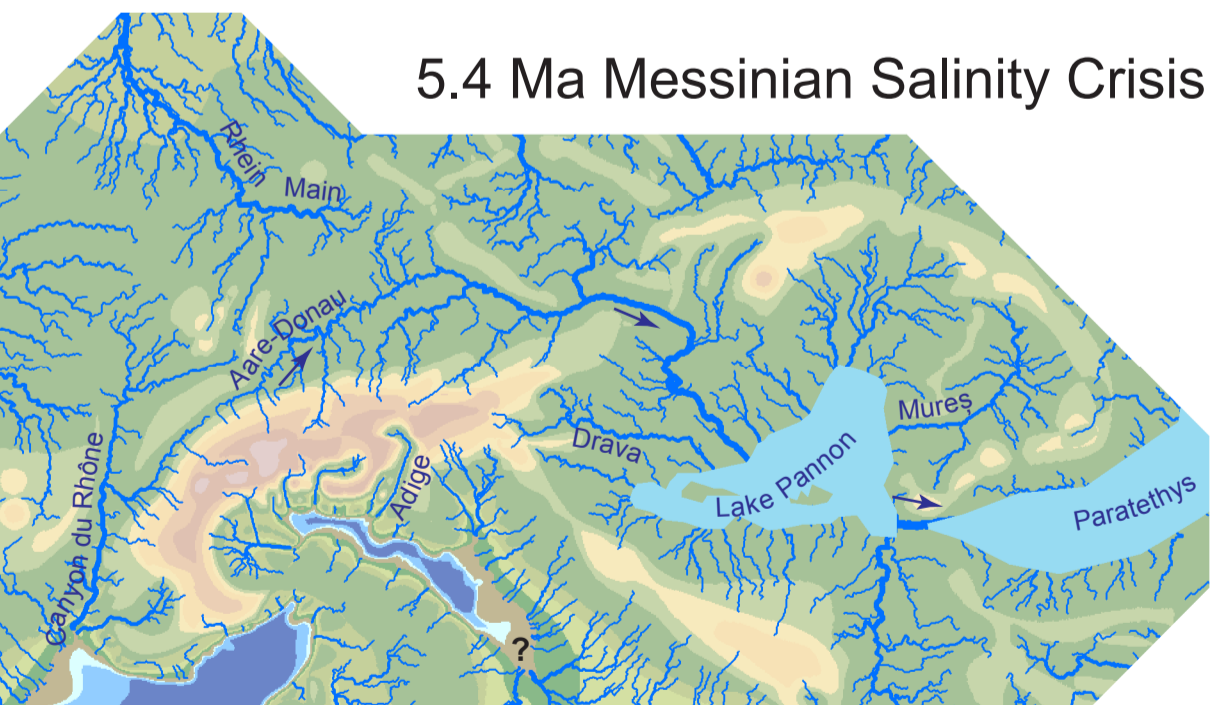 5.4 Ma Messinian Salinity Crisis
Rhein
Main
Aare-Donau
Mureș
Canyon du Rhône
Drava
Adige
Lake Pannon
Paratethys
?